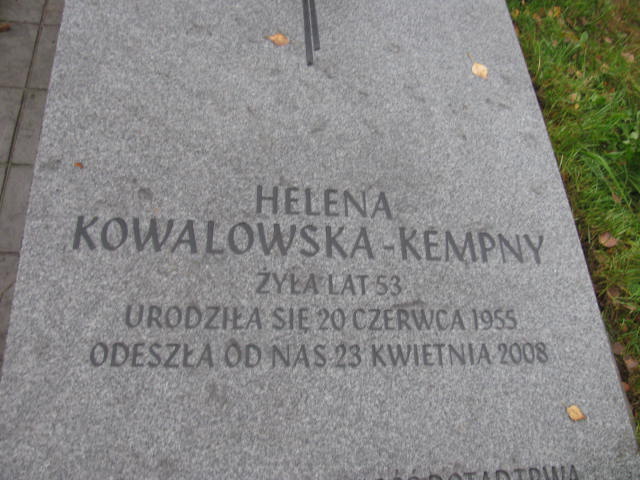 HELENA
KOWALOWSKA-KEMPNY
ŻYŁA LAT 53
URODZIŁA SIĘ 20 CZERWCA 1955
ODESZŁA OD NAS 23 KWIETNIA 2008